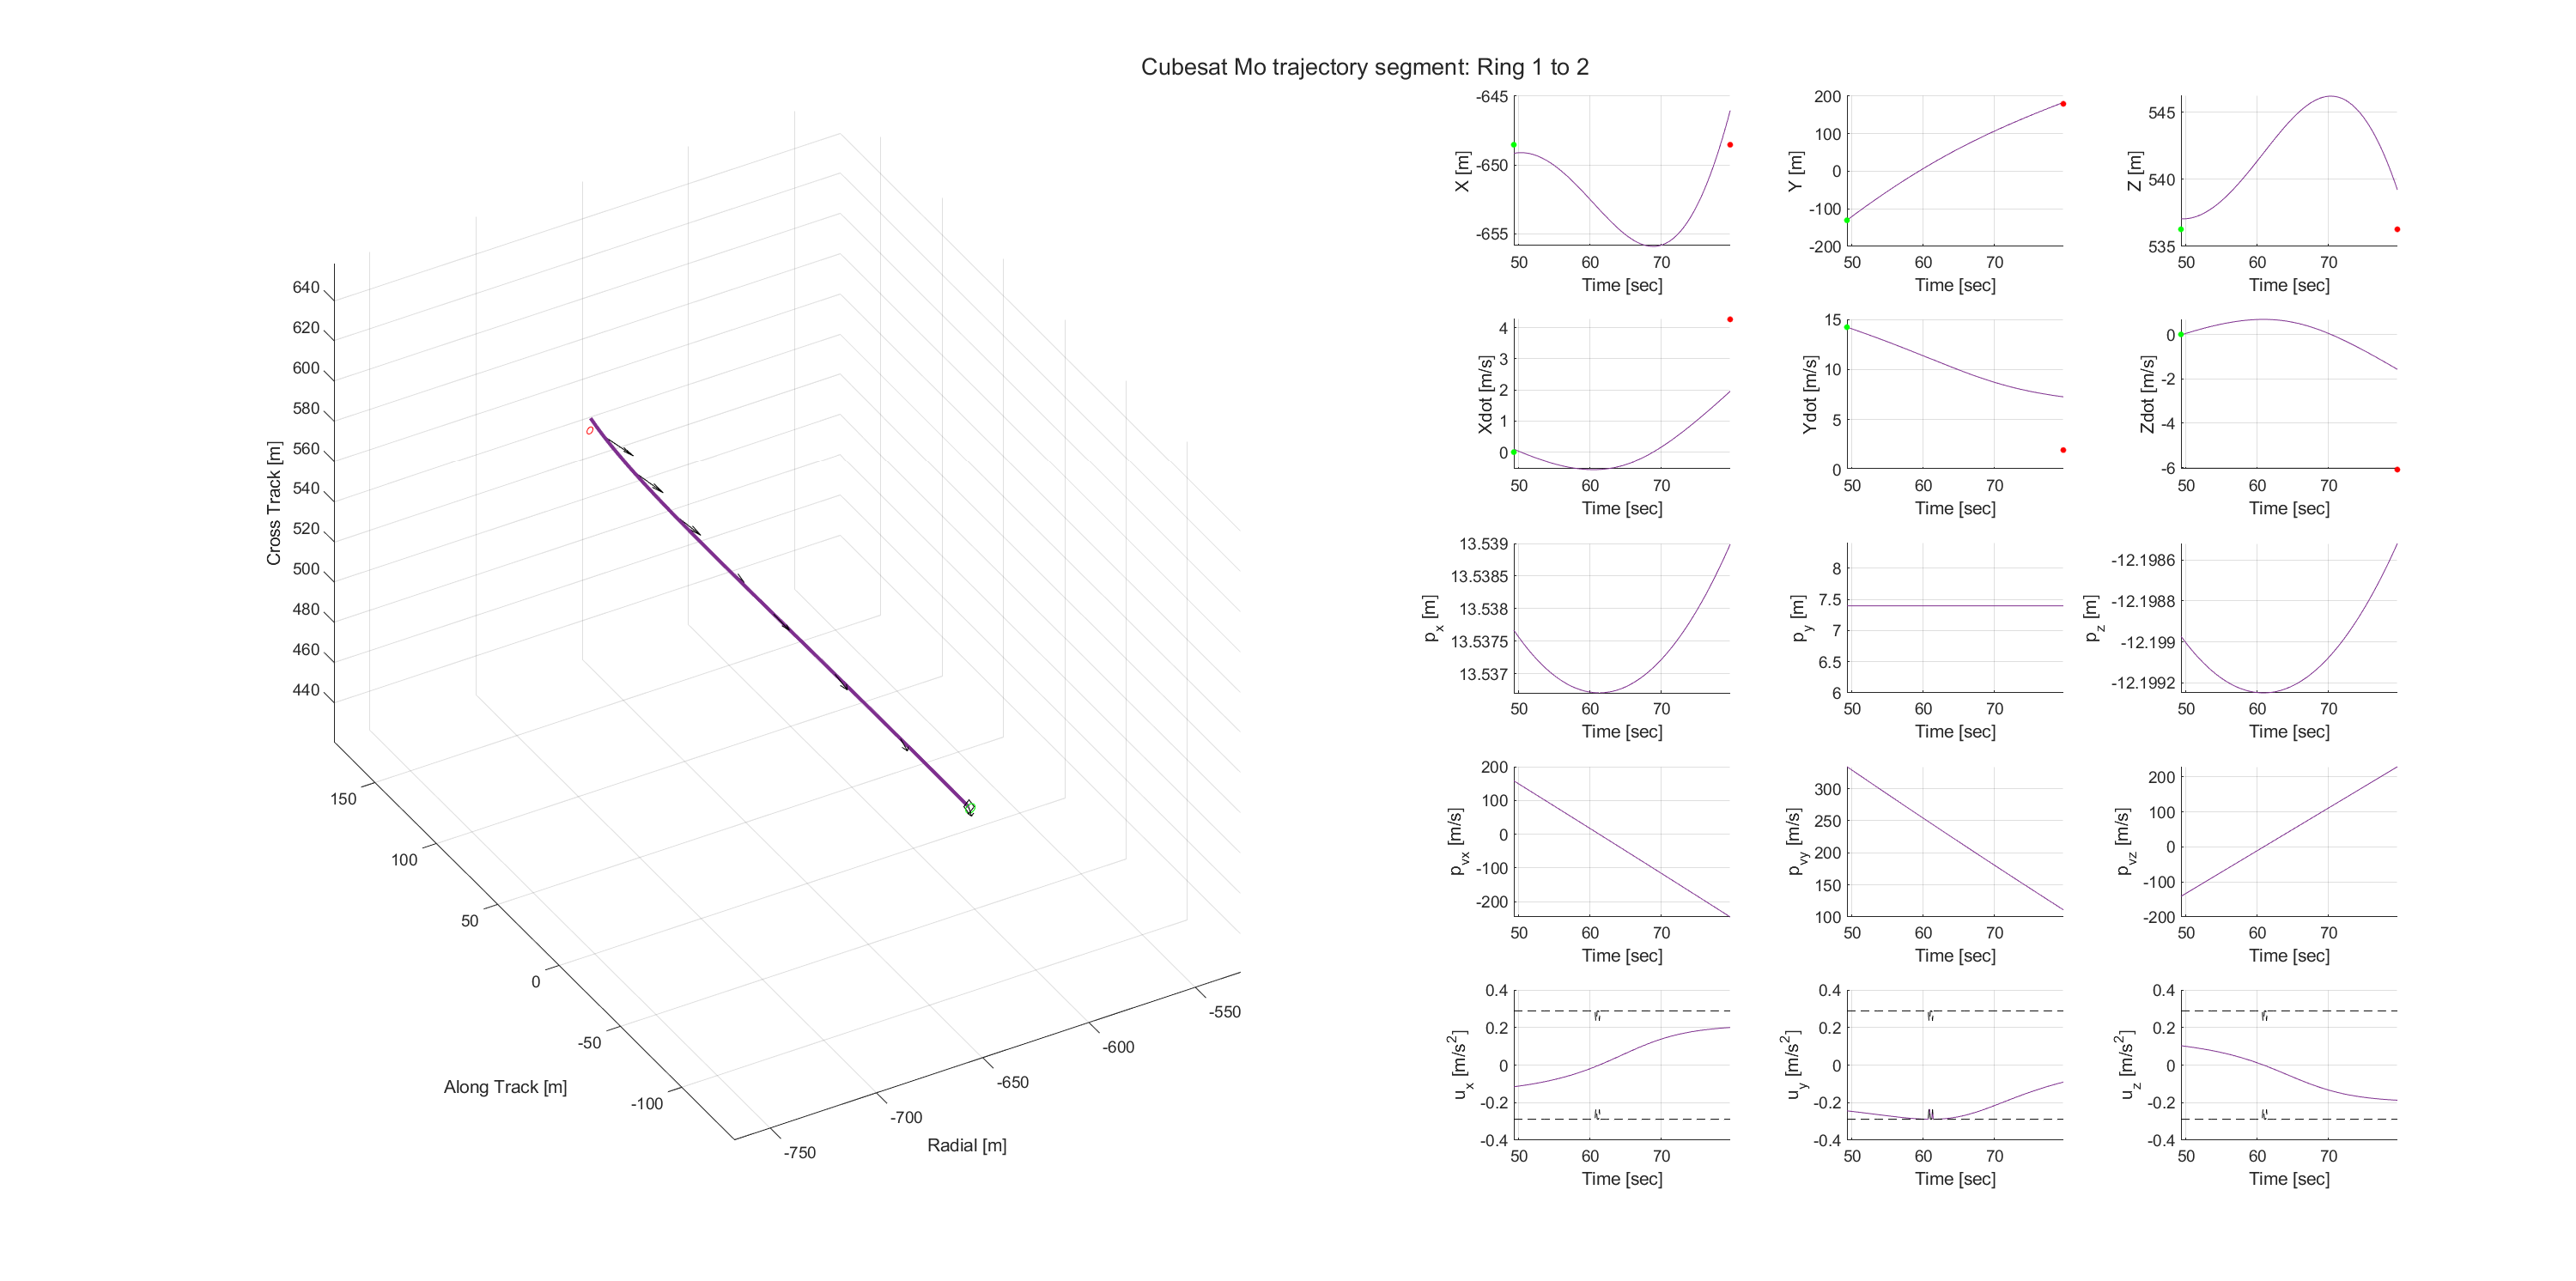 Cubesat Mo trajectory segment: Ring 1 to 2
Cross Track [m]
640
620
600
580
560
540
520
500
480
460
440
150
100
50
0
-50
-100
Along Track [m]
-750
-700
-650
-600
-550
Radial [m]
X [m]
-645
-650
-655
50 60 70
Time [sec]
Y [m]
200
100
0
-100
-200
50 60 70
Time [sec]
Z [m]
545
540
535
50 60 70
Time [sec]
Xdot [m/s]
4
3
2
1
0
50 60 70
Time [sec]
Ydot [m/s]
15
10
5
0
50 60 70
Time [sec]
Zdot [m/s]
0
-2
-4
-6
50 60 70
Time [sec]
p_x [m]
13.539
13.5385
13.538
13.5375
13.537
50 60 70
Time [sec]
p_y [m]
8
7.5
7
6.5
6
50 60 70
Time [sec]
p_z [m]
-12.1986
-12.1988
-12.199
-12.1992
50 60 70
Time [sec]
p_vx [m/s]
200
100
0
-100
-200
50 60 70
Time [sec]
p_vy [m/s]
300
250
200
150
100
50 60 70
Time [sec]
p_vz [m/s]
200
100
0
-100
-200
50 60 70
Time [sec]
u_x [m/s²]
0.4
0.2
0
-0.2
-0.4
50 60 70
Time [sec]
u_y [m/s²]
0.4
0.2
0
-0.2
-0.4
50 60 70
Time [sec]
u_z [m/s²]
0.4
0.2
0
-0.2
-0.4
50 60 70
Time [sec]